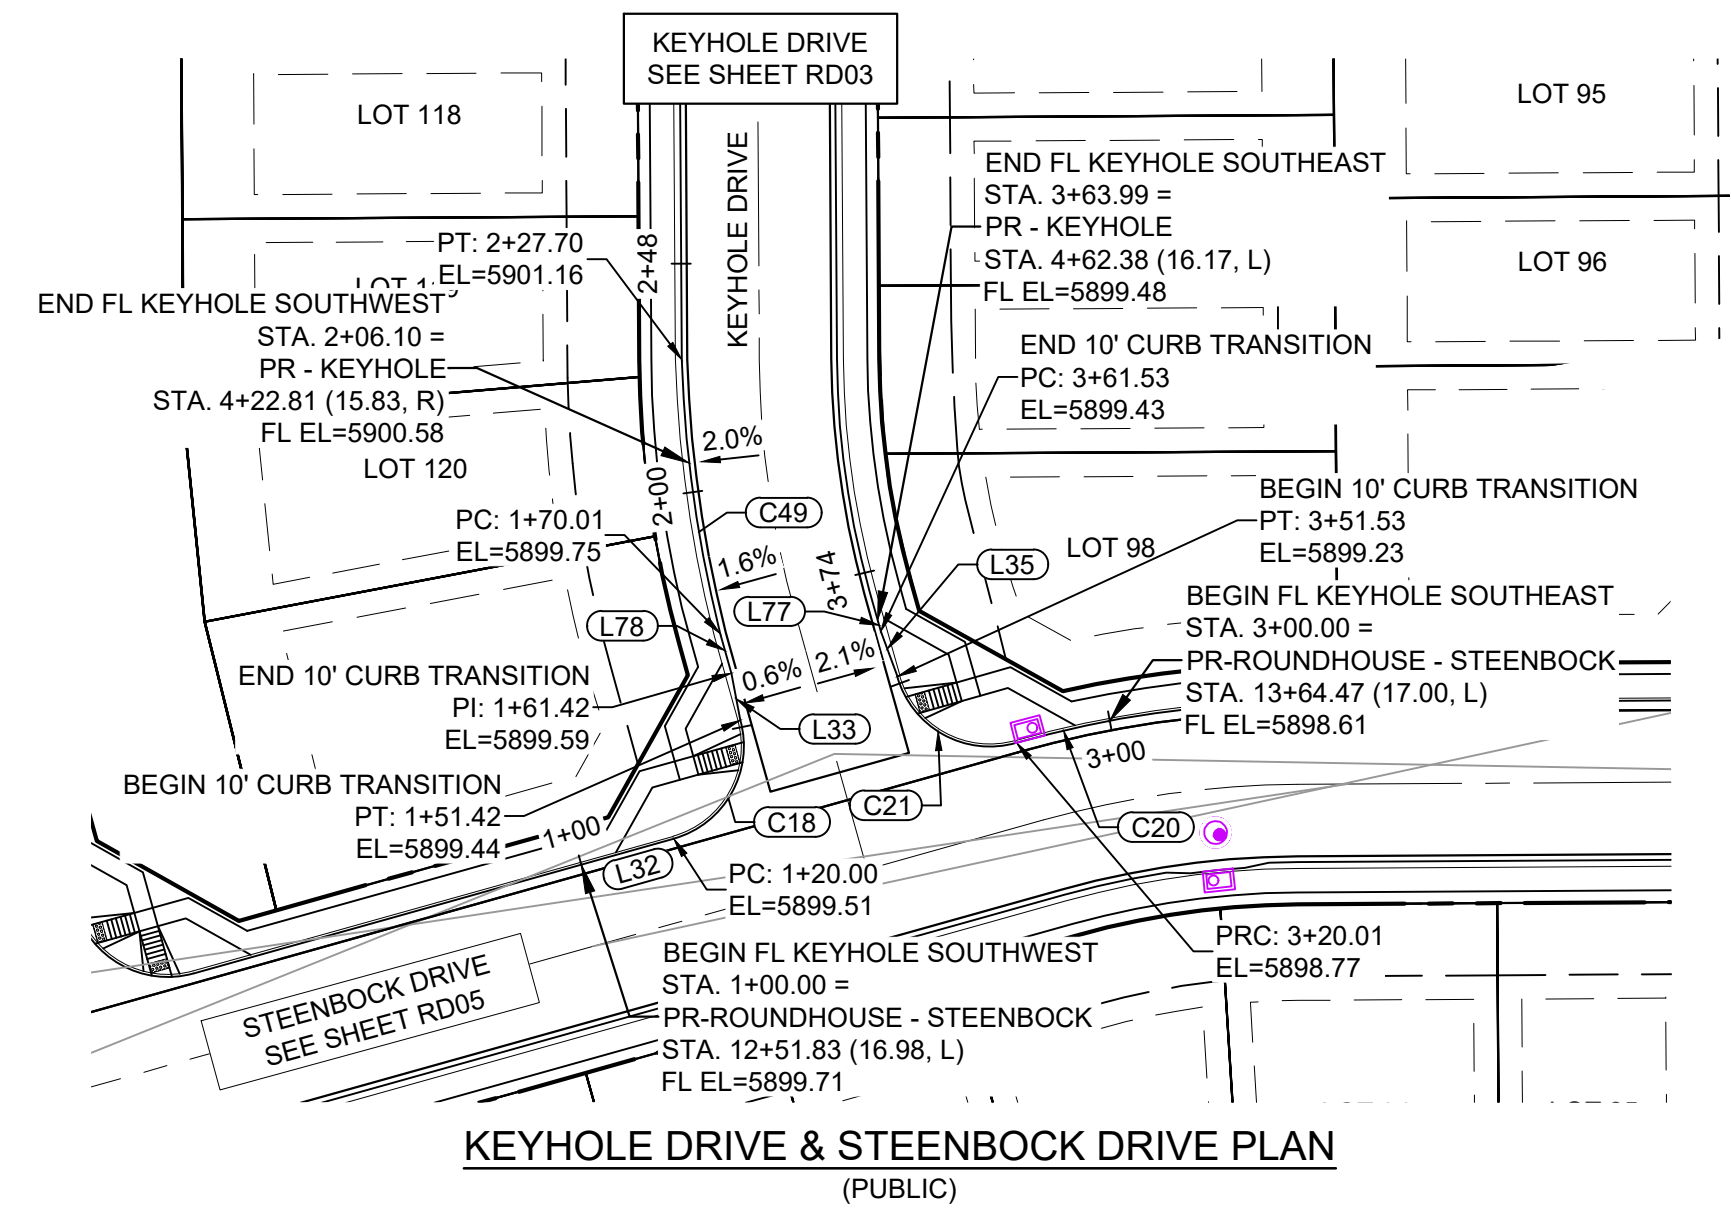 KEYHOLE DRIVE
SEE SHEET RD03
LOT 118
LOT 95
KEYHOLE DRIVE
END FL KEYHOLE SOUTHEAST
STA. 3+63.99 =
PR - KEYHOLE
STA. 4+62.38 (16.17, L)
FL EL=5899.48
LOT 96
2+48
PT: 2+27.70
EL=5901.16
END FL KEYHOLE SOUTHWEST
STA. 2+06.10 =
PR - KEYHOLE
STA. 4+22.81 (15.83, R)
FL EL=5900.58
LOT 120
END 10' CURB TRANSITION
PC: 3+61.53
EL=5899.43
2.0%
2+00
BEGIN 10' CURB TRANSITION
PT: 3+51.53
EL=5899.23
PC: 1+70.01
EL=5899.75
C49
LOT 98
L35
1.6%
3+74
L77
L78
BEGIN FL KEYHOLE SOUTHEAST
STA. 3+00.00 =
PR-ROUNDHOUSE - STEENBOCK
STA. 13+64.47 (17.00, L)
FL EL=5898.61
0.6%
2.1%
END 10' CURB TRANSITION
PI: 1+61.42
EL=5899.59
L33
3+00
BEGIN 10' CURB TRANSITION
PT: 1+51.42
EL=5899.44
1+00
C18
C21
C20
L32
PC: 1+20.00
EL=5899.51
PRC: 3+20.01
EL=5898.77
BEGIN FL KEYHOLE SOUTHWEST
STA. 1+00.00 =
PR-ROUNDHOUSE - STEENBOCK
STA. 12+51.83 (16.98, L)
FL EL=5899.71
STEENBOCK DRIVE
SEE SHEET RD05
KEYHOLE DRIVE & STEENBOCK DRIVE PLAN
(PUBLIC)